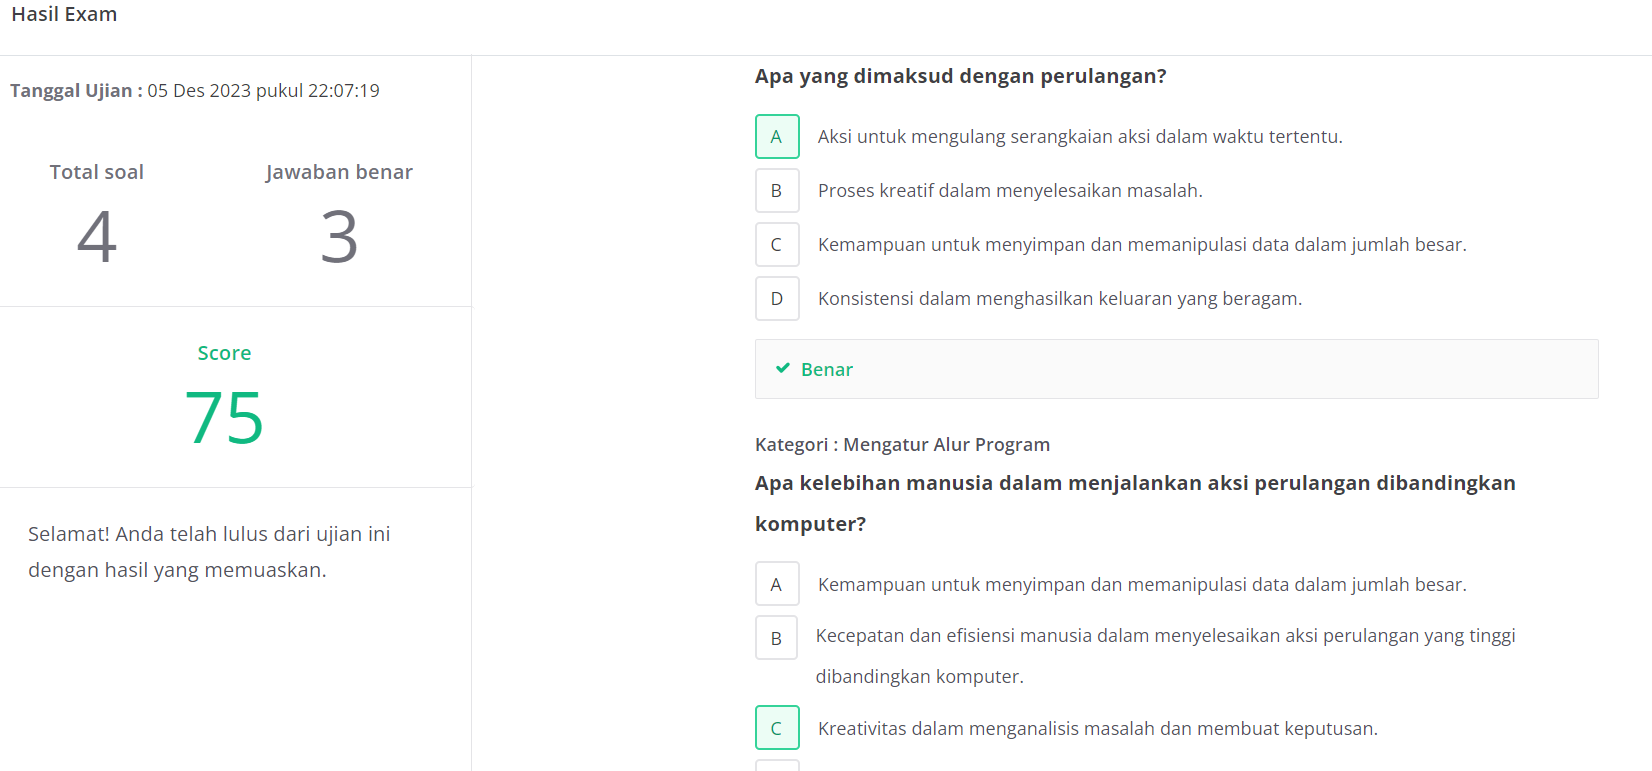 Hasil Exam
Tanggal Ujian : 05 Des 2023 pukul 22:07:19
Total soal
Jawaban benar
4
3
Score
75
Selamat! Anda telah lulus dari ujian ini
dengan hasil yang memuaskan.
Apa yang dimaksud dengan perulangan?
A Aksi untuk mengulang serangkaian aksi dalam waktu tertentu.
B Proses kreatif dalam menyelesaikan masalah.
C Kemampuan untuk menyimpan dan memanipulasi data dalam jumlah besar.
D Konsistensi dalam menghasilkan keluaran yang beragam.
Benar
Kategori : Mengatur Alur Program
Apa kelebihan manusia dalam menjalankan aksi perulangan dibandingkan
komputer?
A Kemampuan untuk menyimpan dan memanipulasi data dalam jumlah besar.
B Kecepatan dan efisiensi manusia dalam menyelesaikan aksi perulangan yang tinggi
dibandingkan komputer.
C Kreativitas dalam menganalisis masalah dan membuat keputusan.